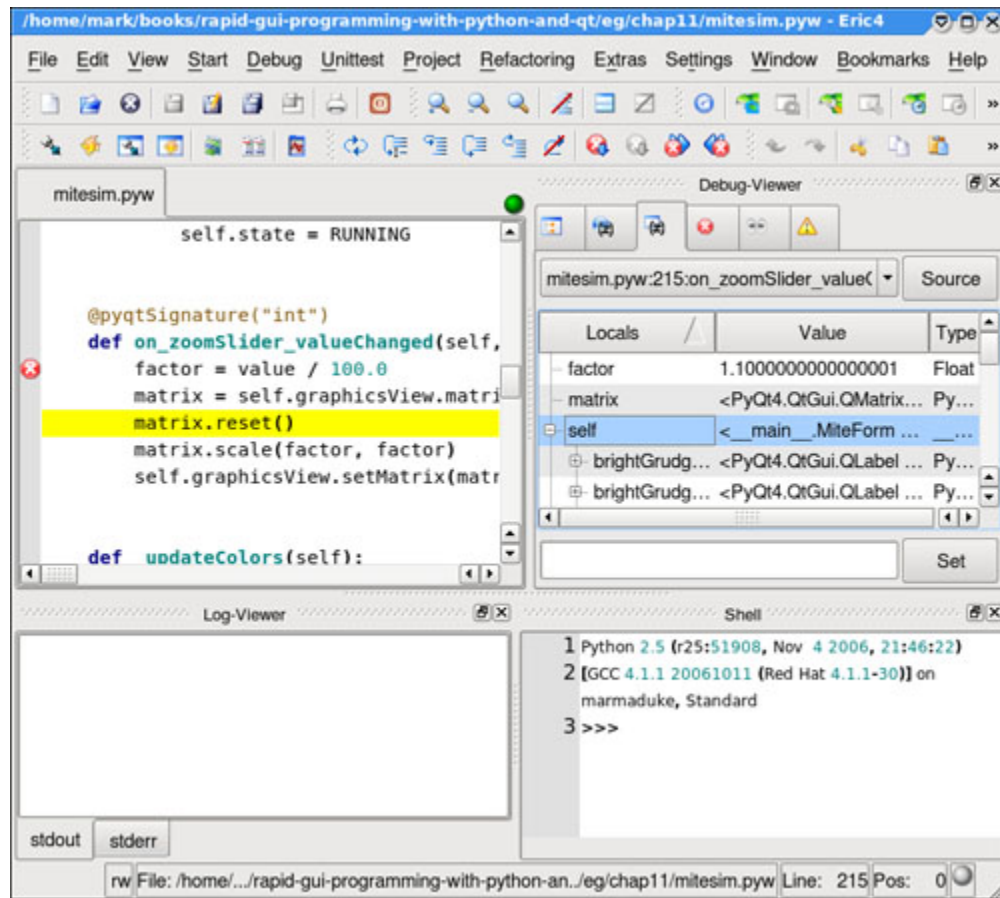 /home/mark/books/rapid-gui-programming-with-python-and-qt/eg/chap11/mitesim.pyw - Eric4
File Edit View Start Debug Unittest Project Refactoring Extras Settings Window Bookmarks Help
mitesim.pyw
self.state = RUNNING
@pyqtSignature("int")
def on_zoomSlider_valueChanged(self,
factor = value / 100.0
matrix = self.graphicsView.matri
matrix.reset()
matrix.scale(factor, factor)
self.graphicsView.setMatrix(matr
def _updateColors(self):
Debug-Viewer
mitesim.pyw:215:on_zoomSlider_value( Source
Locals Value Type
factor 1.1000000000000001 Float
matrix <PyQt4.QtGui.QMatrix... Py...
self <__main__.MiteForm ... __...
brightGrudg... <PyQt4.QtGui.QLabel ... Py...
brightGrudg... <PyQt4.QtGui.QLabel ... Py...
Set
Log-Viewer
stdout stderr
Shell
1 Python 2.5 (r25:51908, Nov 4 2006, 21:46:22)
2 [GCC 4.1.1 20061011 (Red Hat 4.1.1-30)] on
marmaduke, Standard
3 >>>
rw File: /home/.../rapid-gui-programming-with-python-an../eg/chap11/mitesim.pyw Line: 215 Pos: 0